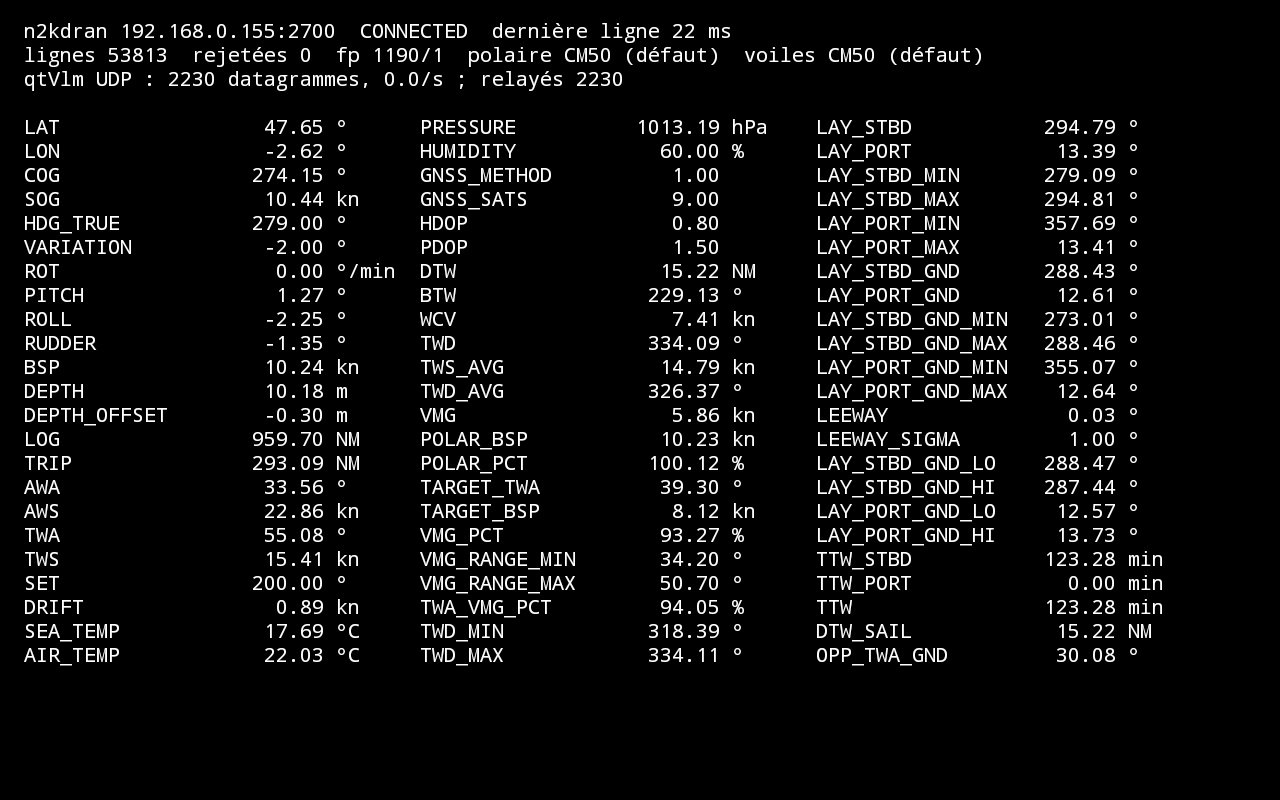 n2kdran 192.168.0.155:2700  CONNECTED  dernière ligne 22 ms
lignes 53813  rejetées 0  fp 1190/1  polaire CM50 (défaut)  voiles CM50 (défaut)
qtVlm UDP : 2230 datagrammes, 0.0/s ; relayés 2230
LAT 47.65 ° PRESSURE 1013.19 hPa LAY_STBD 294.79 °
LON -2.62 ° HUMIDITY 60.00 % LAY_PORT 13.39 °
COG 274.15 ° GNSS_METHOD 1.00 LAY_STBD_MIN 279.09 °
SOG 10.44 kn GNSS_SATS 9.00 LAY_STBD_MAX 294.81 °
HDG_TRUE 279.00 ° HDOP 0.80 LAY_PORT_MIN 357.69 °
VARIATION -2.00 ° PDOP 1.50 LAY_PORT_MAX 13.41 °
ROT 0.00 °/min DTW 15.22 NM LAY_STBD_GND 288.43 °
PITCH 1.27 ° BTW 229.13 ° LAY_PORT_GND 12.61 °
ROLL -2.25 ° WCV 7.41 kn LAY_STBD_GND_MIN 273.01 °
RUDDER -1.35 ° TWD 334.09 ° LAY_STBD_GND_MAX 288.46 °
BSP 10.24 kn TWS_AVG 14.79 kn LAY_PORT_GND_MIN 355.07 °
DEPTH 10.18 m TWD_AVG 326.37 ° LAY_PORT_GND_MAX 12.64 °
DEPTH_OFFSET -0.30 m VMG 5.86 kn LEEWAY 0.03 °
LOG 959.70 NM POLAR_BSP 10.23 kn LEEWAY_SIGMA 1.00 °
TRIP 293.09 NM POLAR_PCT 100.12 % LAY_STBD_GND_LO 288.47 °
AWA 33.56 ° TARGET_TWA 39.30 ° LAY_STBD_GND_HI 287.44 °
AWS 22.86 kn TARGET_BSP 8.12 kn LAY_PORT_GND_LO 12.57 °
TWA 55.08 ° VMG_PCT 93.27 % LAY_PORT_GND_HI 13.73 °
TWS 15.41 kn VMG_RANGE_MIN 34.20 ° TTW_STBD 123.28 min
SET 200.00 ° VMG_RANGE_MAX 50.70 ° TTW_PORT 0.00 min
DRIFT 0.89 kn TWA_VMG_PCT 94.05 % TTW 123.28 min
SEA_TEMP 17.69 °C TWD_MIN 318.39 ° DTW_SAIL 15.22 NM
AIR_TEMP 22.03 °C TWD_MAX 334.11 ° OPP_TWA_GND 30.08 °